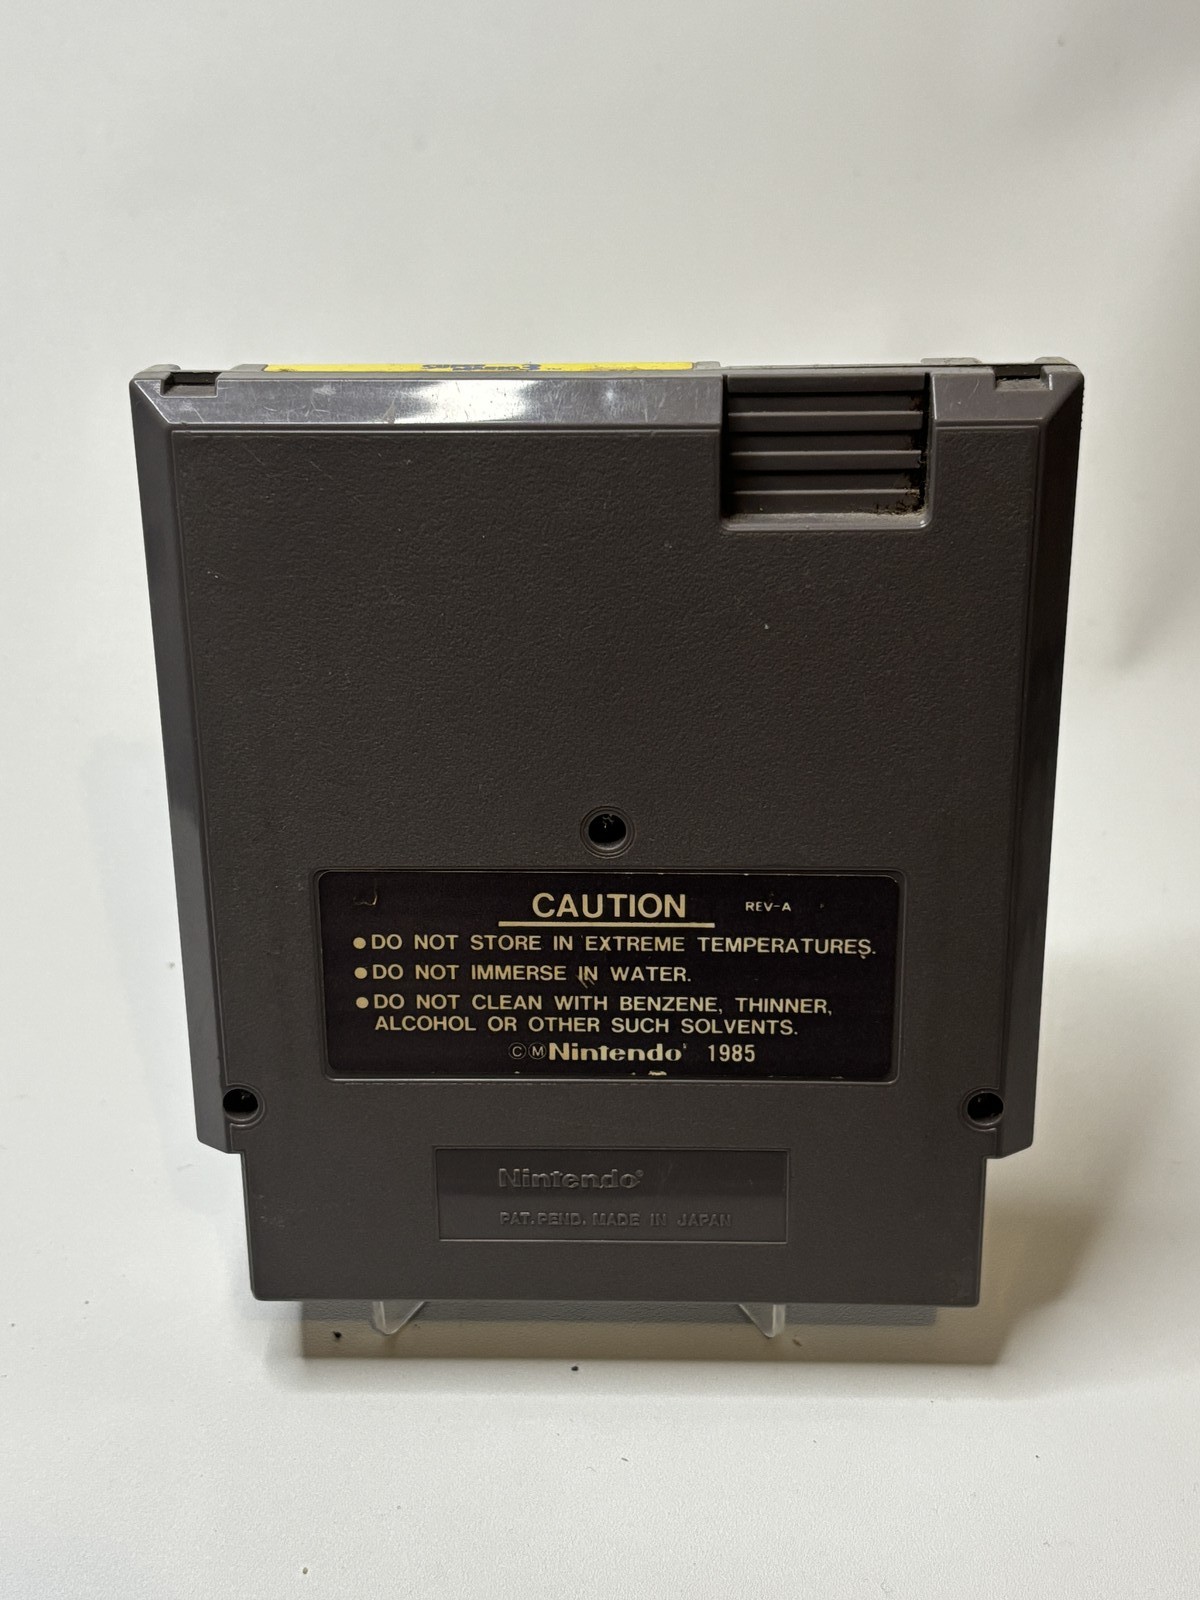 CAUTION REV-A
●DO NOT STORE IN EXTREME TEMPERATURES.
●DO NOT IMMERSE IN WATER.
●DO NOT CLEAN WITH BENZENE, THINNER,
ALCOHOL OR OTHER SUCH SOLVENTS.
ⒸⓂNintendo® 1985
Nintendo®
PAT. PEND. MADE IN JAPAN